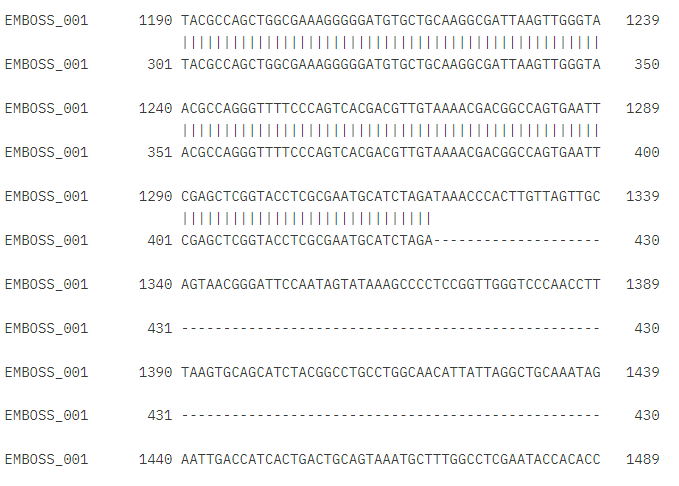 EMBOSS_001 1190 TACGCCAGCTGGCGAAAGGGGGATGTGCTGCAAGGCGATTAAGTTGGGTA 1239
||||||||||||||||||||||||||||||||||||||||||||||||||
EMBOSS_001 301 TACGCCAGCTGGCGAAAGGGGGATGTGCTGCAAGGCGATTAAGTTGGGTA 350
EMBOSS_001 1240 ACGCCAGGGTTTTCCCAGTCACGACGTTGTAAAACGACGGCCAGTGAATT 1289
||||||||||||||||||||||||||||||||||||||||||||||||||
EMBOSS_001 351 ACGCCAGGGTTTTCCCAGTCACGACGTTGTAAAACGACGGCCAGTGAATT 400
EMBOSS_001 1290 CGAGCTCGGTACCTCGCGAATGCATCTAGATAAACCCACTTGTTAGTTGC 1339
||||||||||||||||||||||||||||||
EMBOSS_001 401 CGAGCTCGGTACCTCGCGAATGCATCTAGA-------------------- 430
EMBOSS_001 1340 AGTAACGGGATTCCAATAGTATAAAGCCCCTCCGGTTGGGTCCCAACCTT 1389
EMBOSS_001 431 -------------------------------------------------- 430
EMBOSS_001 1390 TAAGTGCAGCATCTACGGCCTGCCTGGCAACATTATTAGGCTGCAAATAG 1439
EMBOSS_001 431 -------------------------------------------------- 430
EMBOSS_001 1440 AATTGACCATCACTGACTGCAGTAAATGCTTTGGCCTCGAATACCACACC 1489